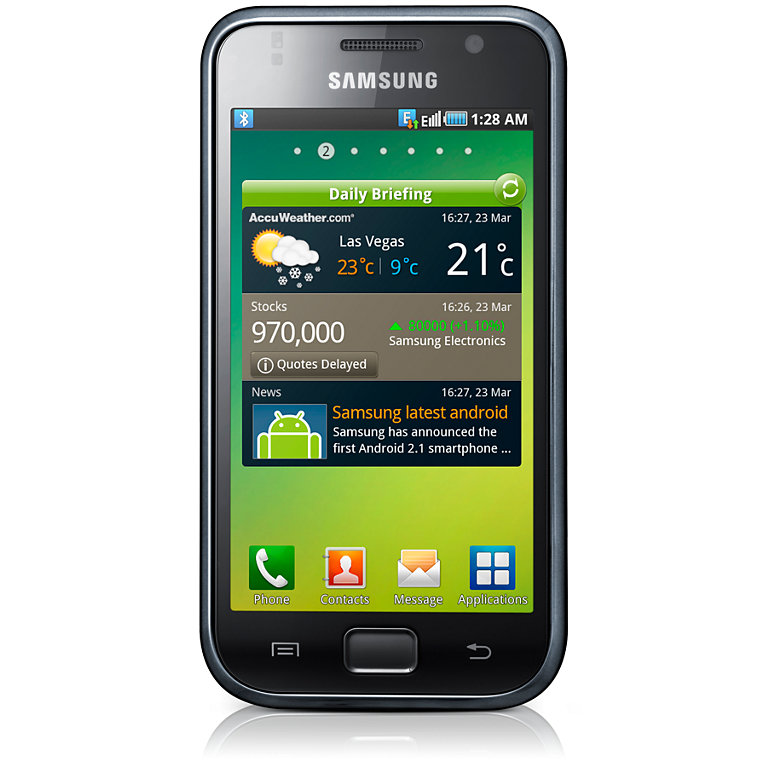 SAMSUNG
E 1:28 AM
2
Daily Briefing
AccuWeather.com® 16:27, 23 Mar
Las Vegas
23°c | 9°c 21°c
Stocks 16:26, 23 Mar
970,000 ▲ 80000 (+1.10%)
Samsung Electronics
Quotes Delayed
News 16:27, 23 Mar
Samsung latest android
Samsung has announced the
first Android 2.1 smartphone ...
Phone Contacts Message Applications